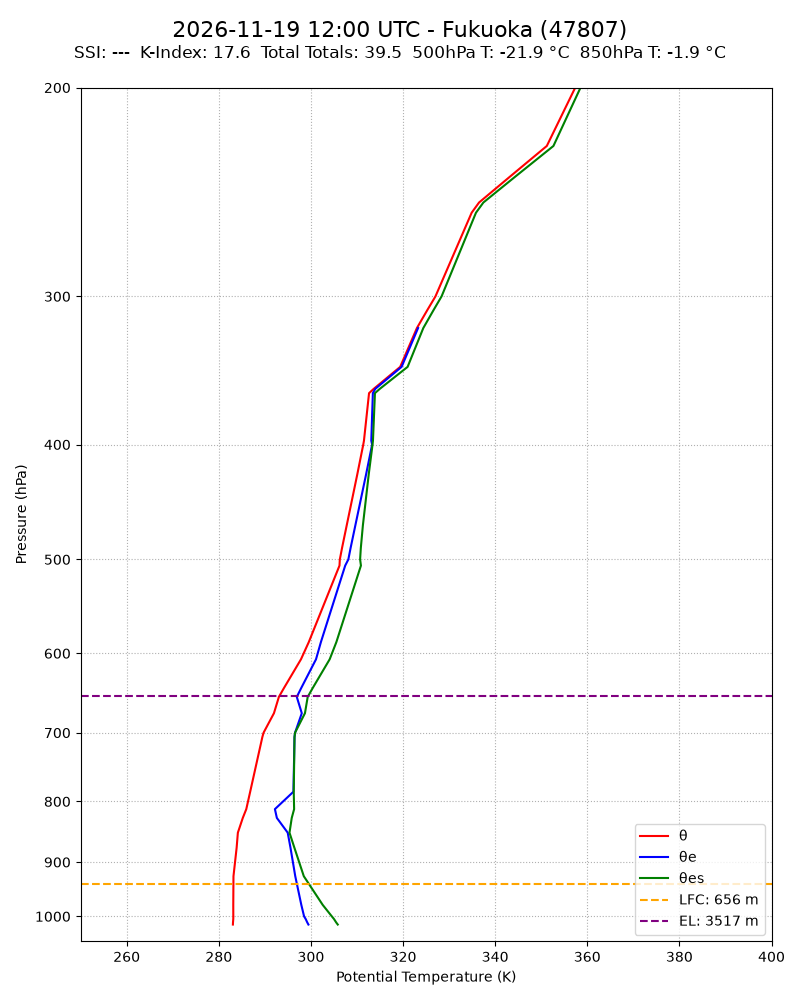 2026-11-19 12:00 UTC - Fukuoka (47807)
SSI: ---  K-Index: 17.6  Total Totals: 39.5  500hPa T: -21.9 °C  850hPa T: -1.9 °C
200
300
400
500
600
700
800
900
1000
Pressure (hPa)
θ
θe
θes
LFC: 656 m
EL: 3517 m
260
280
300
320
340
360
380
400
Potential Temperature (K)